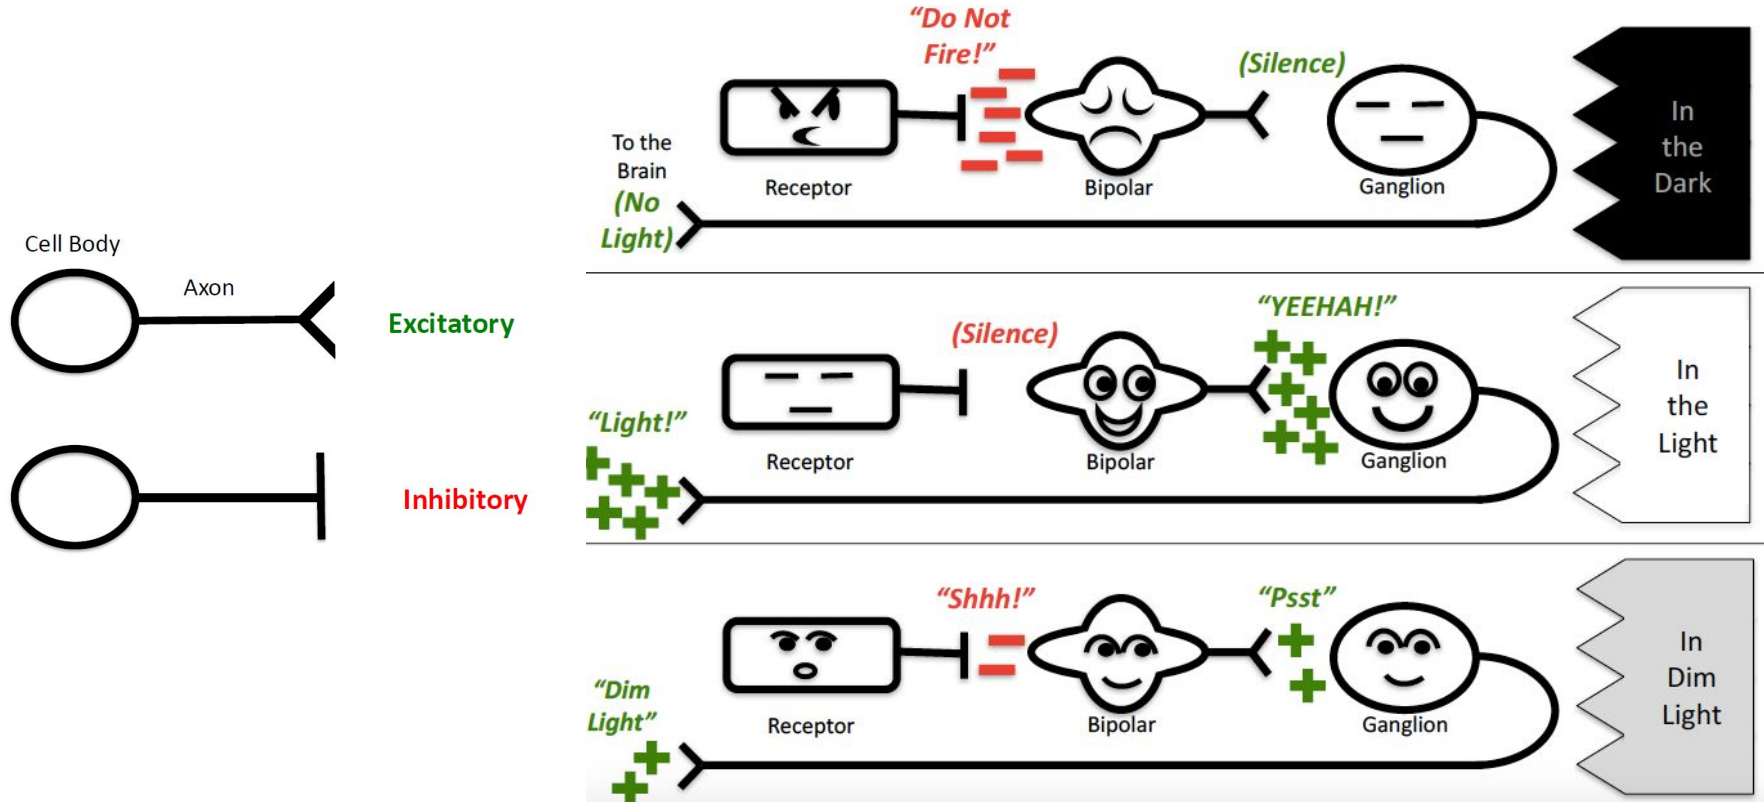 Cell Body
Axon
Excitatory
Inhibitory
“Do Not
Fire!”
(Silence)
To the
Brain
(No
Light)
Receptor
Bipolar
Ganglion
In
the
Dark
“YEEHAH!”
(Silence)
“Light!”
Receptor
Bipolar
Ganglion
In
the
Light
“Shhh!”
“Psst”
“Dim
Light”
Receptor
Bipolar
Ganglion
In
Dim
Light